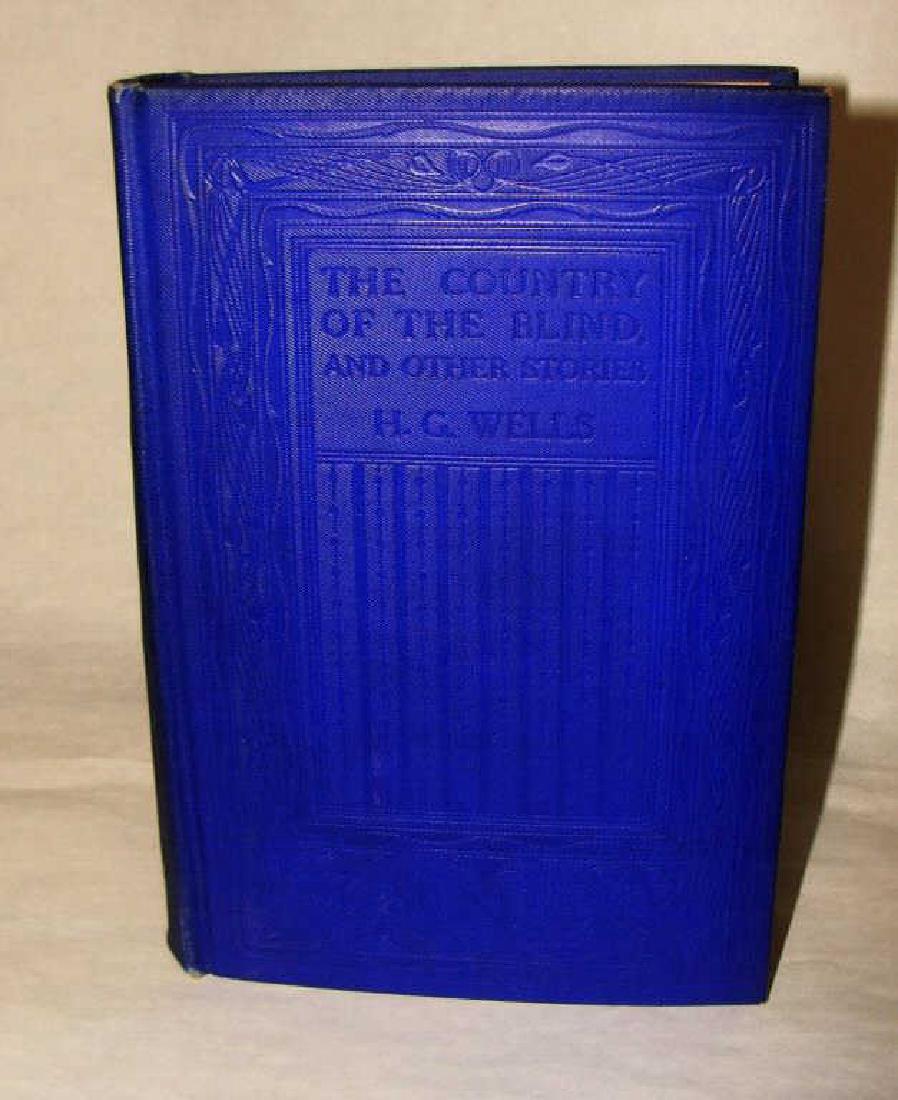 THE COUNTRY
OF THE BLIND,
AND OTHER STORIES.
H. G. WELLS